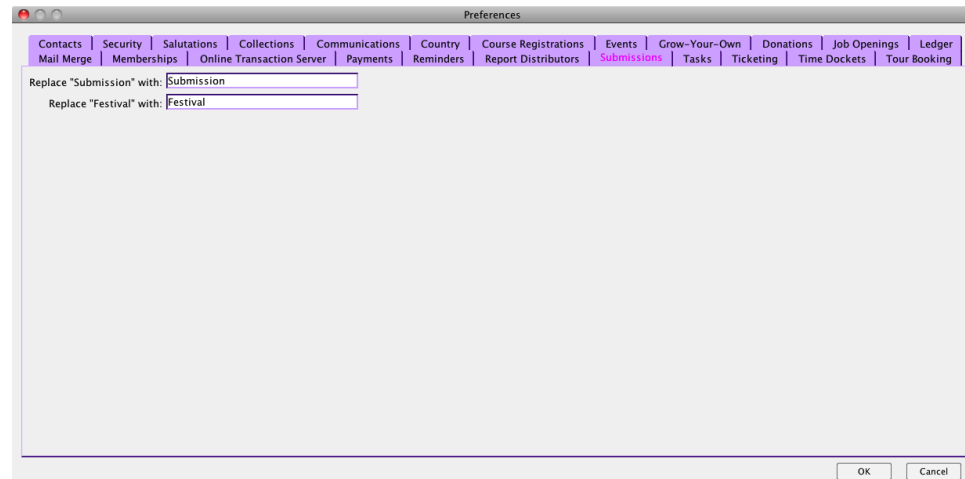 Preferences
Contacts Security Salutations Collections Communications Country Course Registrations Events Grow-Your-Own Donations Job Openings Ledger
Mail Merge Memberships Online Transaction Server Payments Reminders Report Distributors Submissions Tasks Ticketing Time Dockets Tour Booking
Replace "Submission" with: Submission
Replace "Festival" with: Festival
OK Cancel